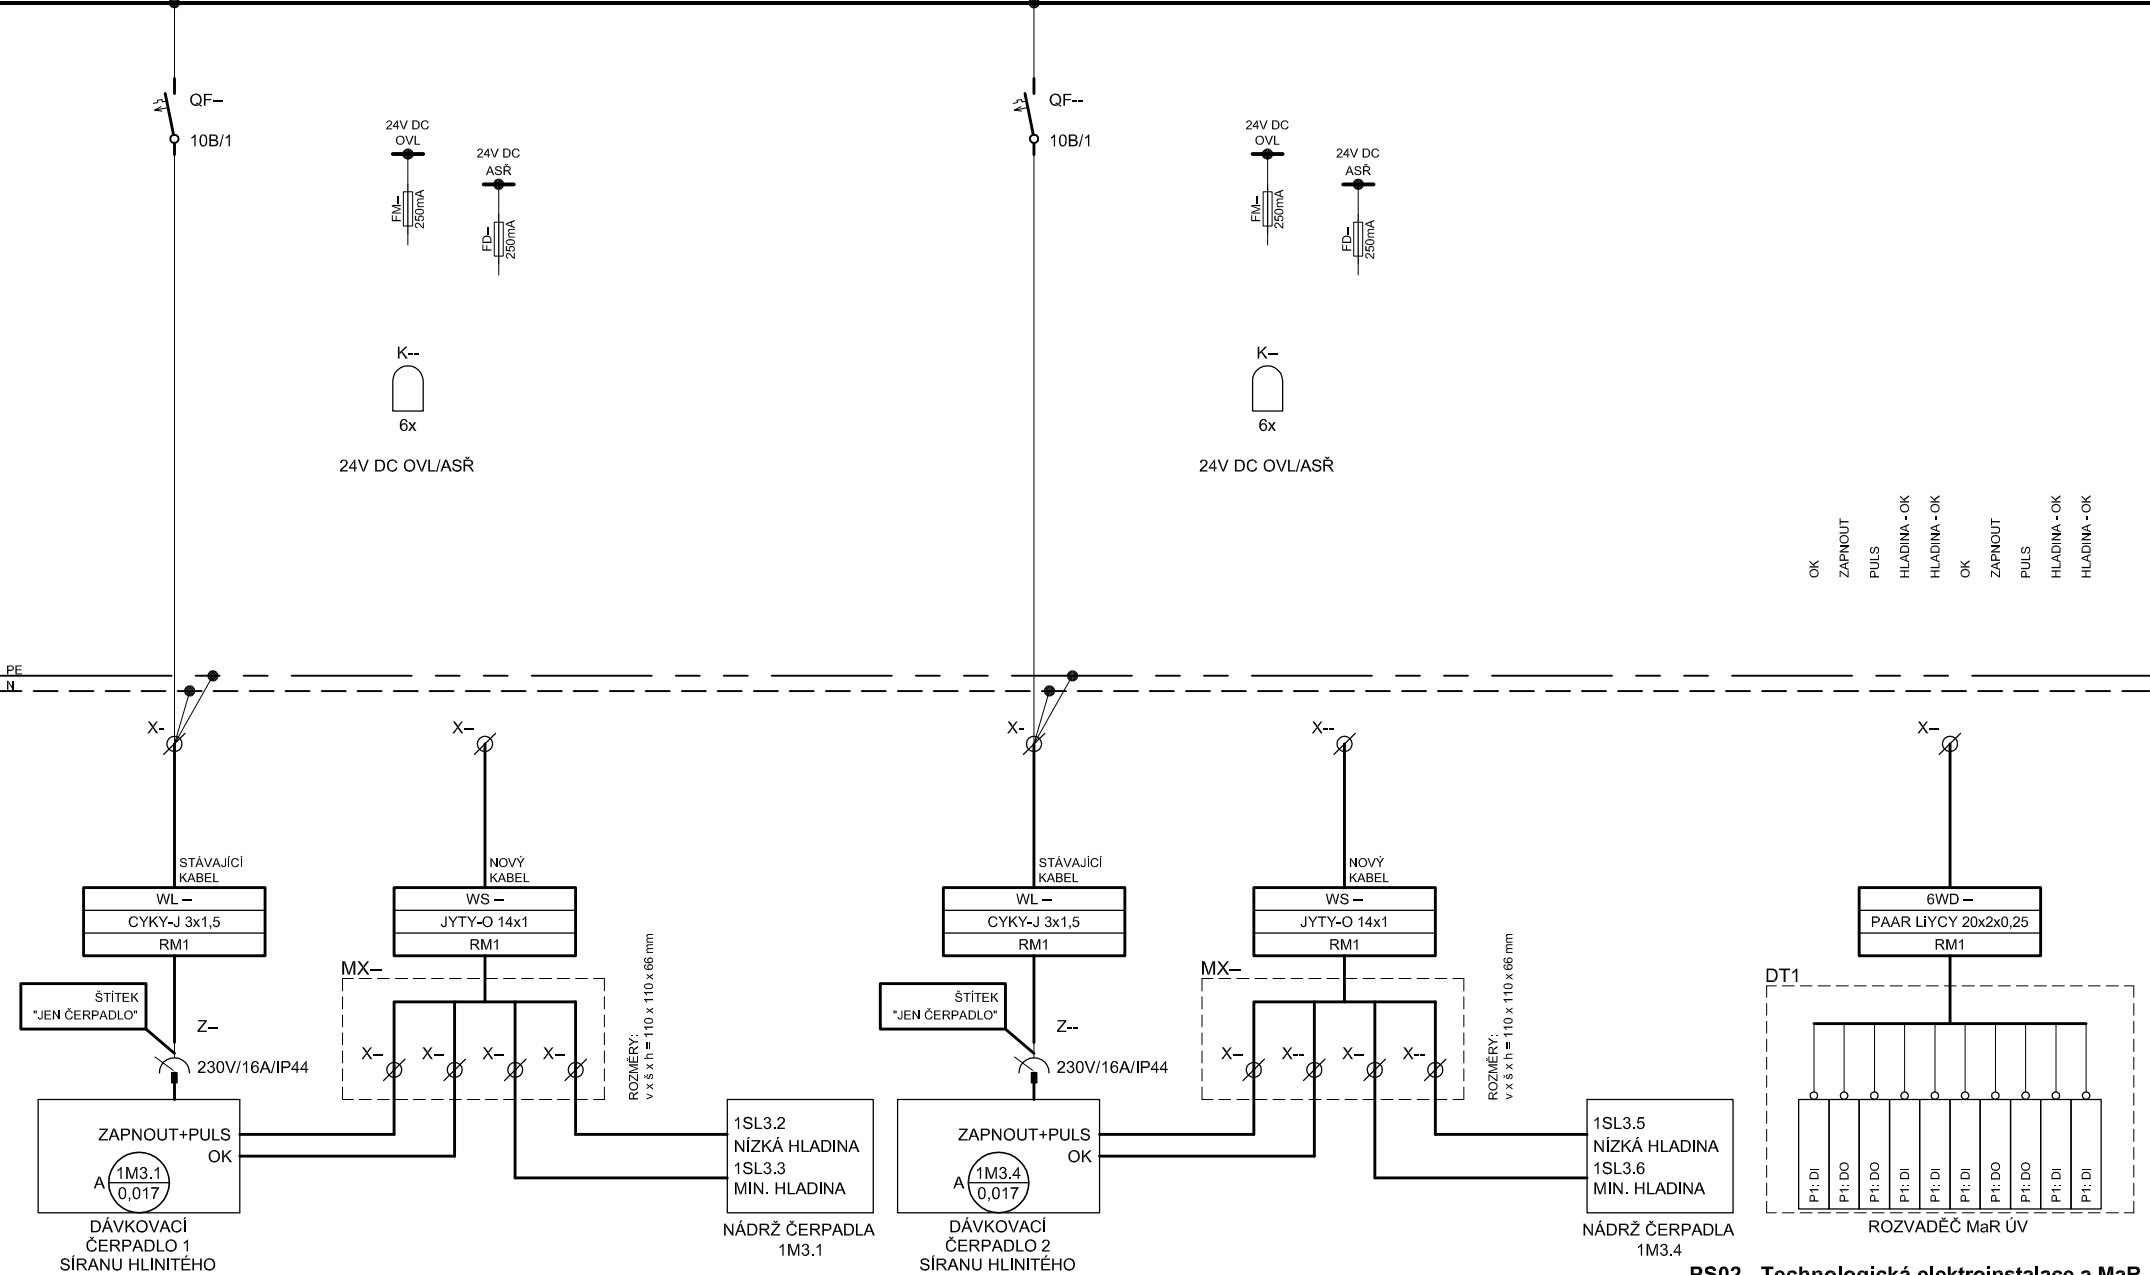 QF–
10B/1
24V DC
OVL
FM–
250mA
24V DC
ASŘ
FD–
250mA
K--
6x
24V DC OVL/ASŘ
QF--
10B/1
24V DC
OVL
FM–
250mA
24V DC
ASŘ
FD–
250mA
K–
6x
24V DC OVL/ASŘ
OK
ZAPNOUT
PULS
HLADINA - OK
HLADINA - OK
OK
ZAPNOUT
PULS
HLADINA - OK
HLADINA - OK
PE
N
X-
STÁVAJÍCÍ
KABEL
WL –
CYKY-J 3x1,5
RM1
ŠTÍTEK
"JEN ČERPADLO"
Z–
230V/16A/IP44
X–
NOVÝ
KABEL
WS –
JYTY-O 14x1
RM1
MX–
X–
X–
X–
X–
ROZMĚRY:
v x š x h = 110 x 110 x 66 mm
ZAPNOUT+PULS
OK
A
1M3.1
0,017
DÁVKOVACÍ
ČERPADLO 1
SÍRANU HLINITÉHO
1SL3.2
NÍZKÁ HLADINA
1SL3.3
MIN. HLADINA
NÁDRŽ ČERPADLA
1M3.1
X-
STÁVAJÍCÍ
KABEL
WL –
CYKY-J 3x1,5
RM1
ŠTÍTEK
"JEN ČERPADLO"
Z--
230V/16A/IP44
X--
NOVÝ
KABEL
WS –
JYTY-O 14x1
RM1
MX–
X–
X--
X–
X--
ROZMĚRY:
v x š x h = 110 x 110 x 66 mm
ZAPNOUT+PULS
OK
A
1M3.4
0,017
DÁVKOVACÍ
ČERPADLO 2
SÍRANU HLINITÉHO
1SL3.5
NÍZKÁ HLADINA
1SL3.6
MIN. HLADINA
NÁDRŽ ČERPADLA
1M3.4
X–
6WD –
PAAR LiYCY 20x2x0,25
RM1
DT1
P1: DI
P1: DO
P1: DO
P1: DI
P1: DI
P1: DI
P1: DO
P1: DO
P1: DI
P1: DI
ROZVADĚČ MaR ÚV
PS02 - Technologická elektroinstalace a MaR